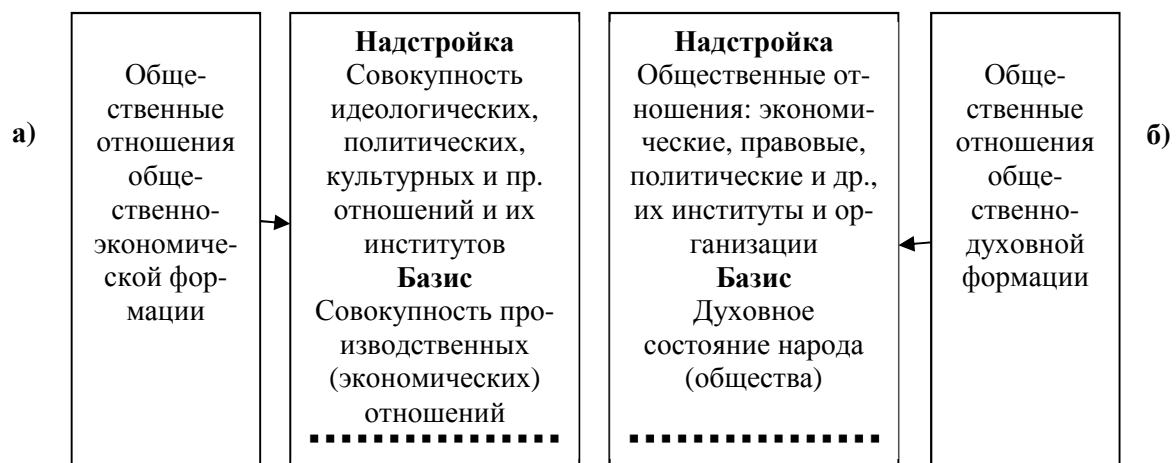 а)
Обще-
ственные
отношения
обще-
ственно-
экономиче-
ской фор-
мации
Надстройка
Совокупность
идеологических,
политических,
культурных и пр.
отношений и их
институтов
Базис
Совокупность про-
изводственных
(экономических)
отношений
Надстройка
Общественные от-
ношения: экономи-
ческие, правовые,
политические и др.,
их институты и ор-
ганизации
Базис
Духовное
состояние народа
(общества)
Обще-
ственные
отношения
обще-
ственно-
духовной
формации
б)